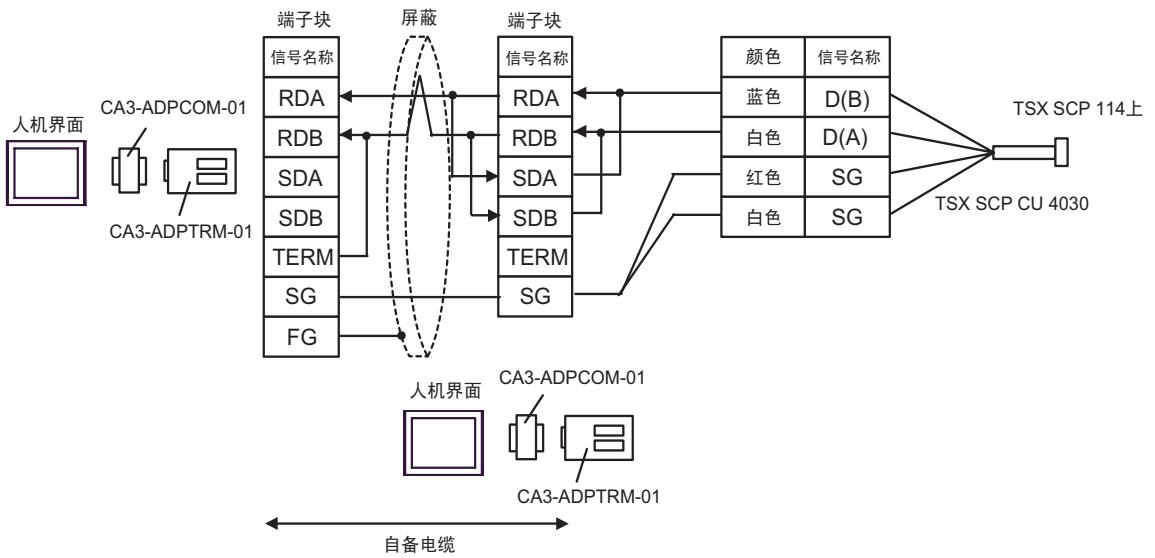 端子块
屏蔽
端子块
信号名称
RDA
RDB
SDA
SDB
TERM
SG
FG
信号名称
RDA
RDB
SDA
SDB
TERM
SG
颜色 信号名称
蓝色 D(B)
白色 D(A)
红色 SG
白色 SG
人机界面
CA3-ADPCOM-01
CA3-ADPTRM-01
TSX SCP 114上
TSX SCP CU 4030
人机界面
CA3-ADPCOM-01
CA3-ADPTRM-01
自备电缆